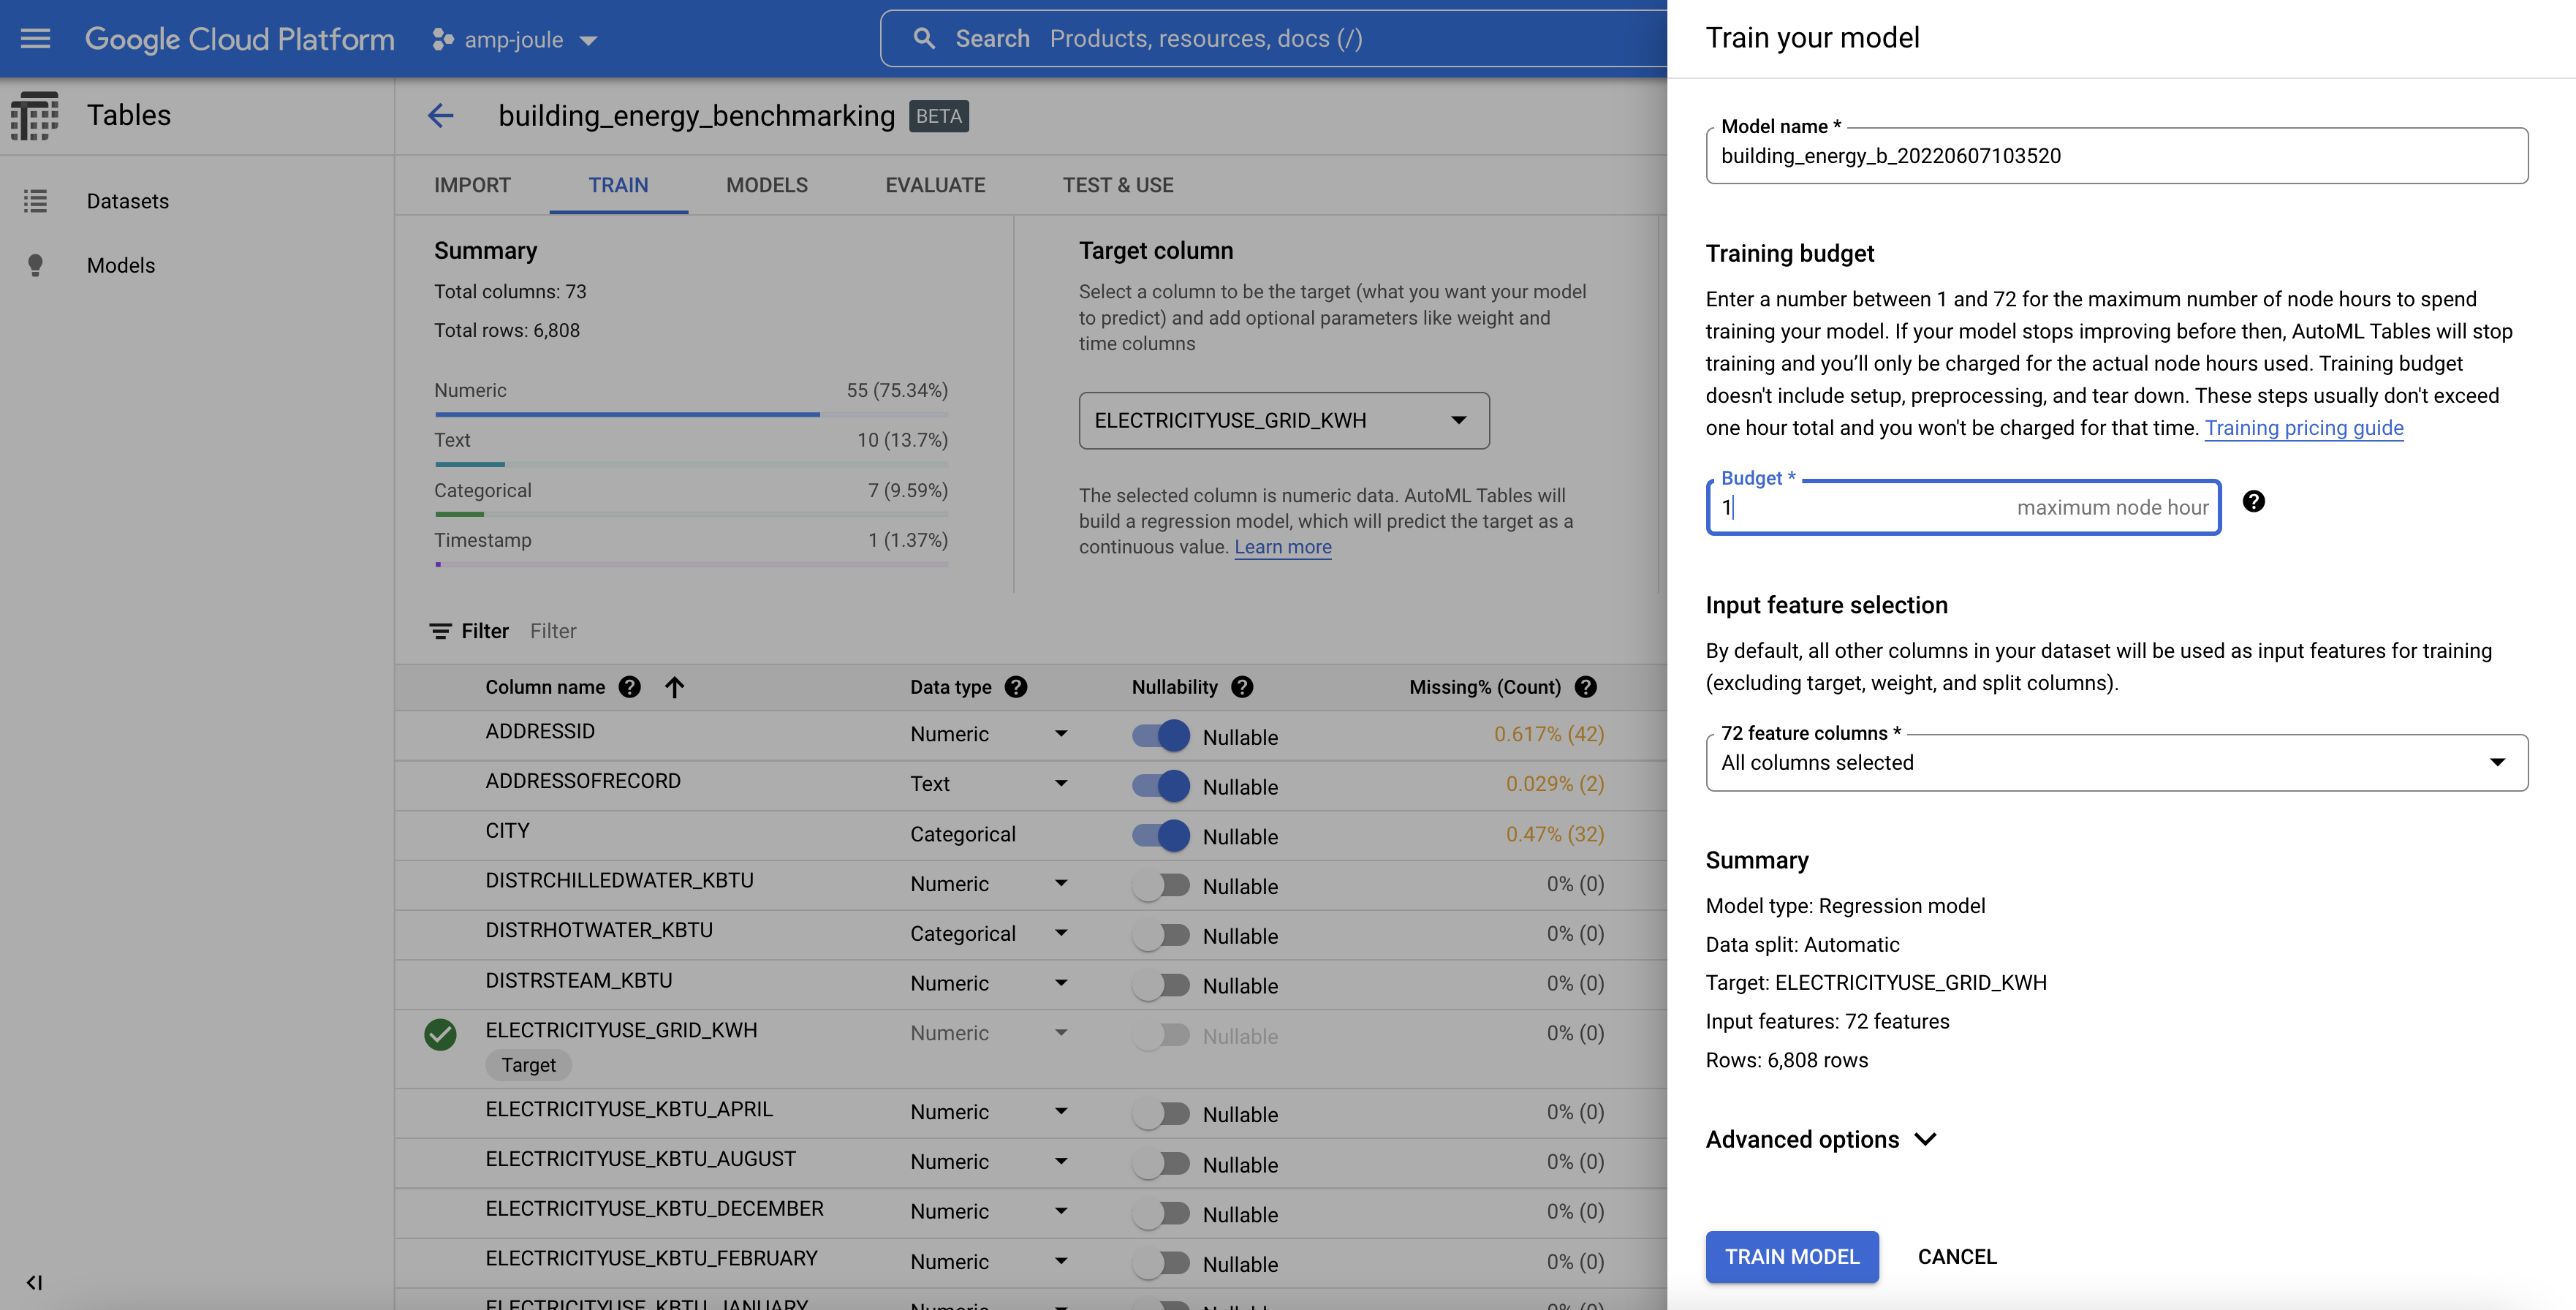 Google Cloud Platform
amp-joule
Search Products, resources, docs (/)
Tables
Datasets
Models
building_energy_benchmarking BETA
IMPORT
TRAIN
MODELS
EVALUATE
TEST & USE
Summary
Total columns: 73
Total rows: 6,808
Numeric 55 (75.34%)
Text 10 (13.7%)
Categorical 7 (9.59%)
Timestamp 1 (1.37%)
Target column
Select a column to be the target (what you want your model
to predict) and add optional parameters like weight and
time columns
ELECTRICITYUSE_GRID_KWH
The selected column is numeric data. AutoML Tables will
build a regression model, which will predict the target as a
continuous value. Learn more
Filter Filter
Column name Data type Nullability Missing% (Count)
ADDRESSID Numeric Nullable 0.617% (42)
ADDRESSOFRECORD Text Nullable 0.029% (2)
CITY Categorical Nullable 0.47% (32)
DISTRCHILLEDWATER_KBTU Numeric Nullable 0% (0)
DISTRHOTWATER_KBTU Categorical Nullable 0% (0)
DISTRSTEAM_KBTU Numeric Nullable 0% (0)
ELECTRICITYUSE_GRID_KWH Numeric Nullable 0% (0)
Target
ELECTRICITYUSE_KBTU_APRIL Numeric Nullable 0% (0)
ELECTRICITYUSE_KBTU_AUGUST Numeric Nullable 0% (0)
ELECTRICITYUSE_KBTU_DECEMBER Numeric Nullable 0% (0)
ELECTRICITYUSE_KBTU_FEBRUARY Numeric Nullable 0% (0)
ELECTRICITYUSE_KBTU_JANUARY Numeric Nullable 0% (0)
Train your model
Model name *
building_energy_b_20220607103520
Training budget
Enter a number between 1 and 72 for the maximum number of node hours to spend
training your model. If your model stops improving before then, AutoML Tables will stop
training and you’ll only be charged for the actual node hours used. Training budget
doesn't include setup, preprocessing, and tear down. These steps usually don't exceed
one hour total and you won't be charged for that time. Training pricing guide
Budget *
1 maximum node hour
Input feature selection
By default, all other columns in your dataset will be used as input features for training
(excluding target, weight, and split columns).
72 feature columns *
All columns selected
Summary
Model type: Regression model
Data split: Automatic
Target: ELECTRICITYUSE_GRID_KWH
Input features: 72 features
Rows: 6,808 rows
Advanced options
TRAIN MODEL
CANCEL